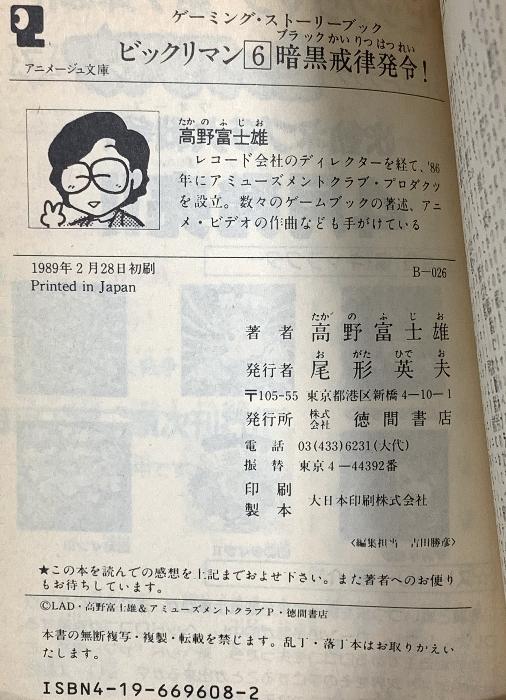 ゲーミング・ストーリーブック
ブラックかいりつはつれい
ビックリマン6暗黒戒律発令!
アニメージュ文庫
たかのふじお
高野富士雄
レコード会社のディレクターを経て、'86
年にアミューズメントクラブ・プロダクツ
を設立。数々のゲームブックの著述、アニ
メ・ビデオの作曲なども手がけている
1989年2月28日初刷
B-026
Printed in Japan
たかのふじお
著者 高野富士雄
おがたひでお
発行者 尾形英夫
〒105-55 東京都港区新橋4-10-1
発行所 株式会社 徳間書店
電話 03(433)6231(大代)
振替 東京4-44392番
印刷
製本 大日本印刷株式会社
〈編集担当 吉田勝彦〉
★この本を読んでの感想を上記までおよせ下さい。また著者へのお便り
もお待ちしています。
©LAD・高野富士雄&アミューズメントクラブP・徳間書店
本書の無断複写・複製・転載を禁じます。乱丁・落丁本はお取りかえい
たします。
ISBN4-19-669608-2